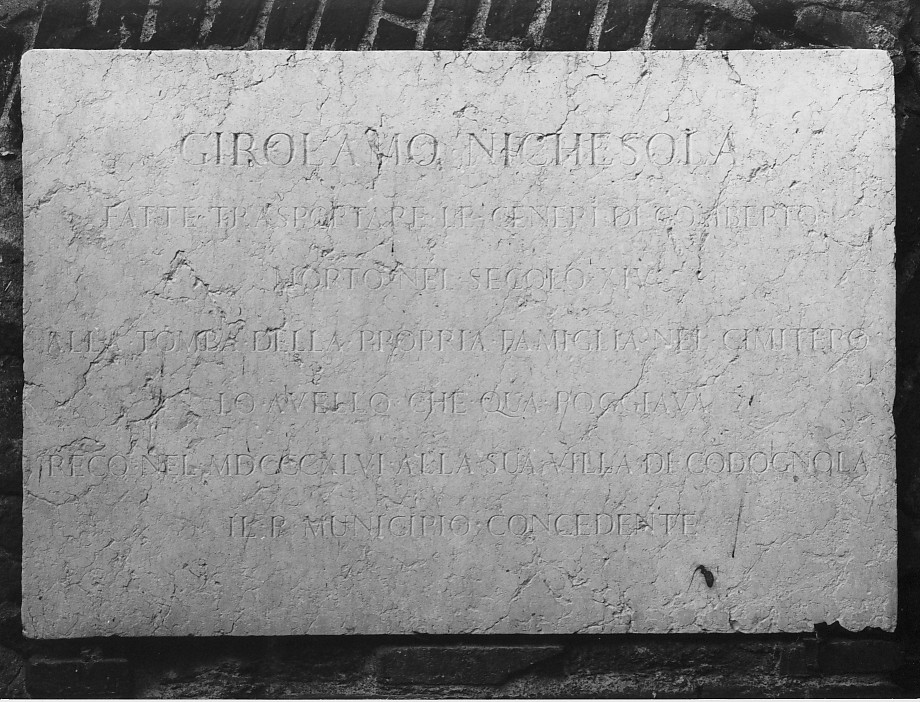 GIROLAMO NICHESOLA
FATTE TRASPORTARE LE CENERI DI GOMBERTO
MORTO NEL SECOLO XIV
ALLA TOMBA DELLA PROPRIA FAMIGLIA NEL CIMITERO
LO AVELLO CHE QUA POGGIAVA
RECO NEL MDCCCXLVI ALLA SUA VILLA DI CODOGNOLA
IL R MUNICIPIO CONCEDENTE